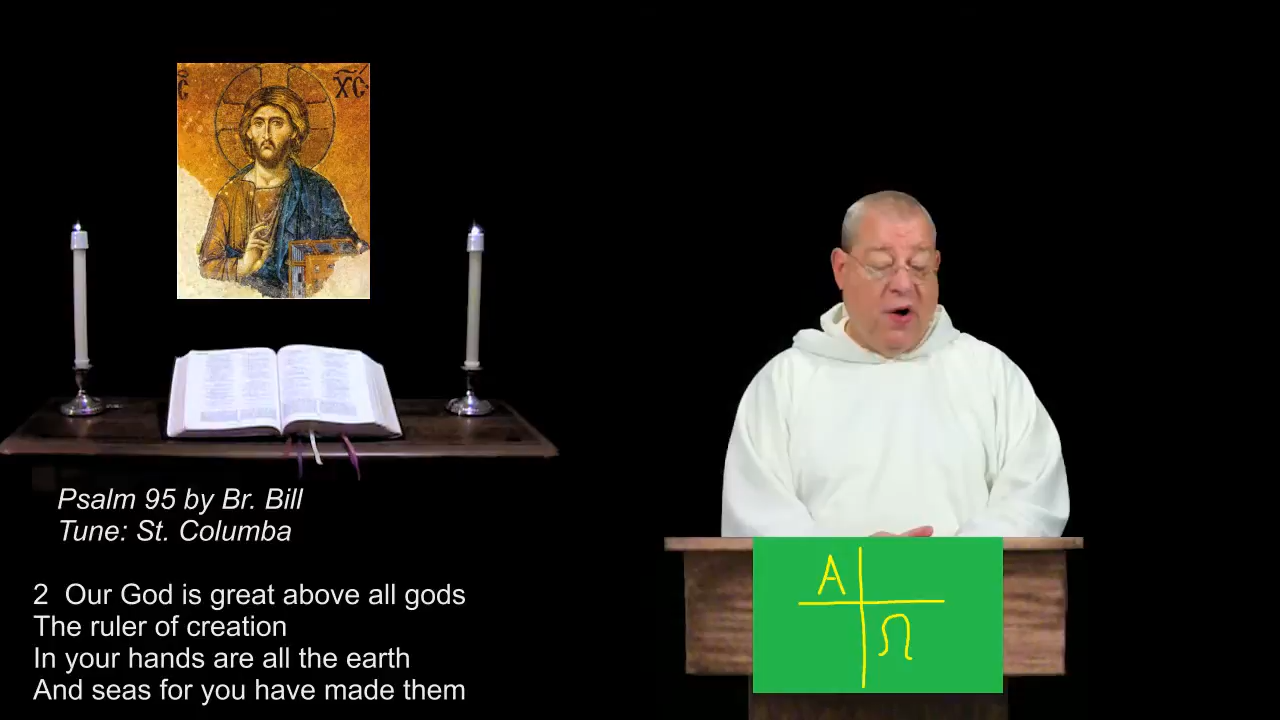 C
XC
Psalm 95 by Br. Bill
Tune: St. Columba
2 Our God is great above all gods
The ruler of creation
In your hands are all the earth
And seas for you have made them
A
Ω